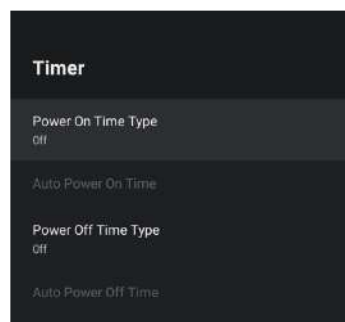 Timer
Power On Time Type
Off
Auto Power On Time
Power Off Time Type
Off
Auto Power Off Time